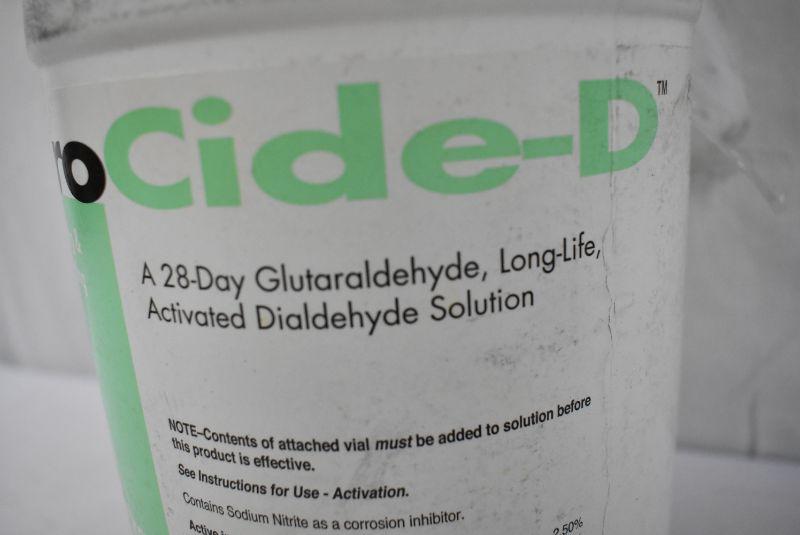 roCide-D™
A 28-Day Glutaraldehyde, Long-Life,
Activated Dialdehyde Solution
NOTE–Contents of attached vial must be added to solution before
this product is effective.
See Instructions for Use - Activation.
Contains Sodium Nitrite as a corrosion inhibitor.
Active
2.50%